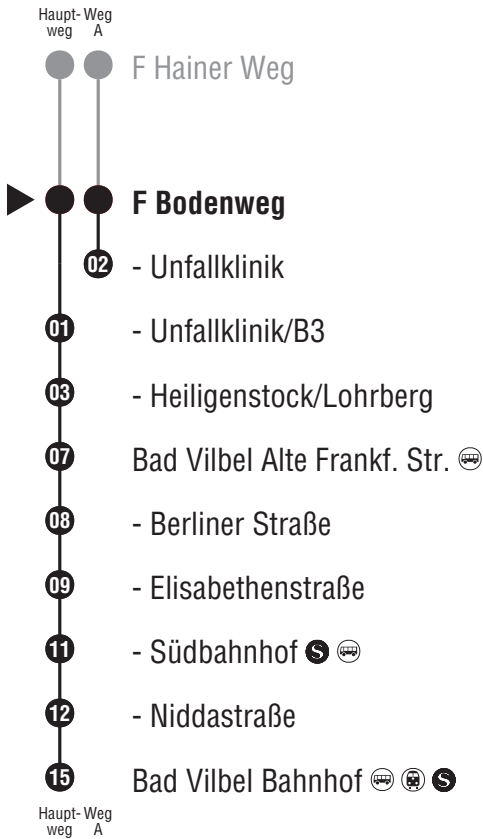 Haupt- Weg
weg A
F Hainer Weg
F Bodenweg
02 - Unfallklinik
01 - Unfallklinik/B3
03 - Heiligenstock/Lohrberg
07 Bad Vilbel Alte Frankf. Str.
08 - Berliner Straße
09 - Elisabethenstraße
11 - Südbahnhof S
12 - Niddastraße
15 Bad Vilbel Bahnhof S
Haupt- Weg
weg A